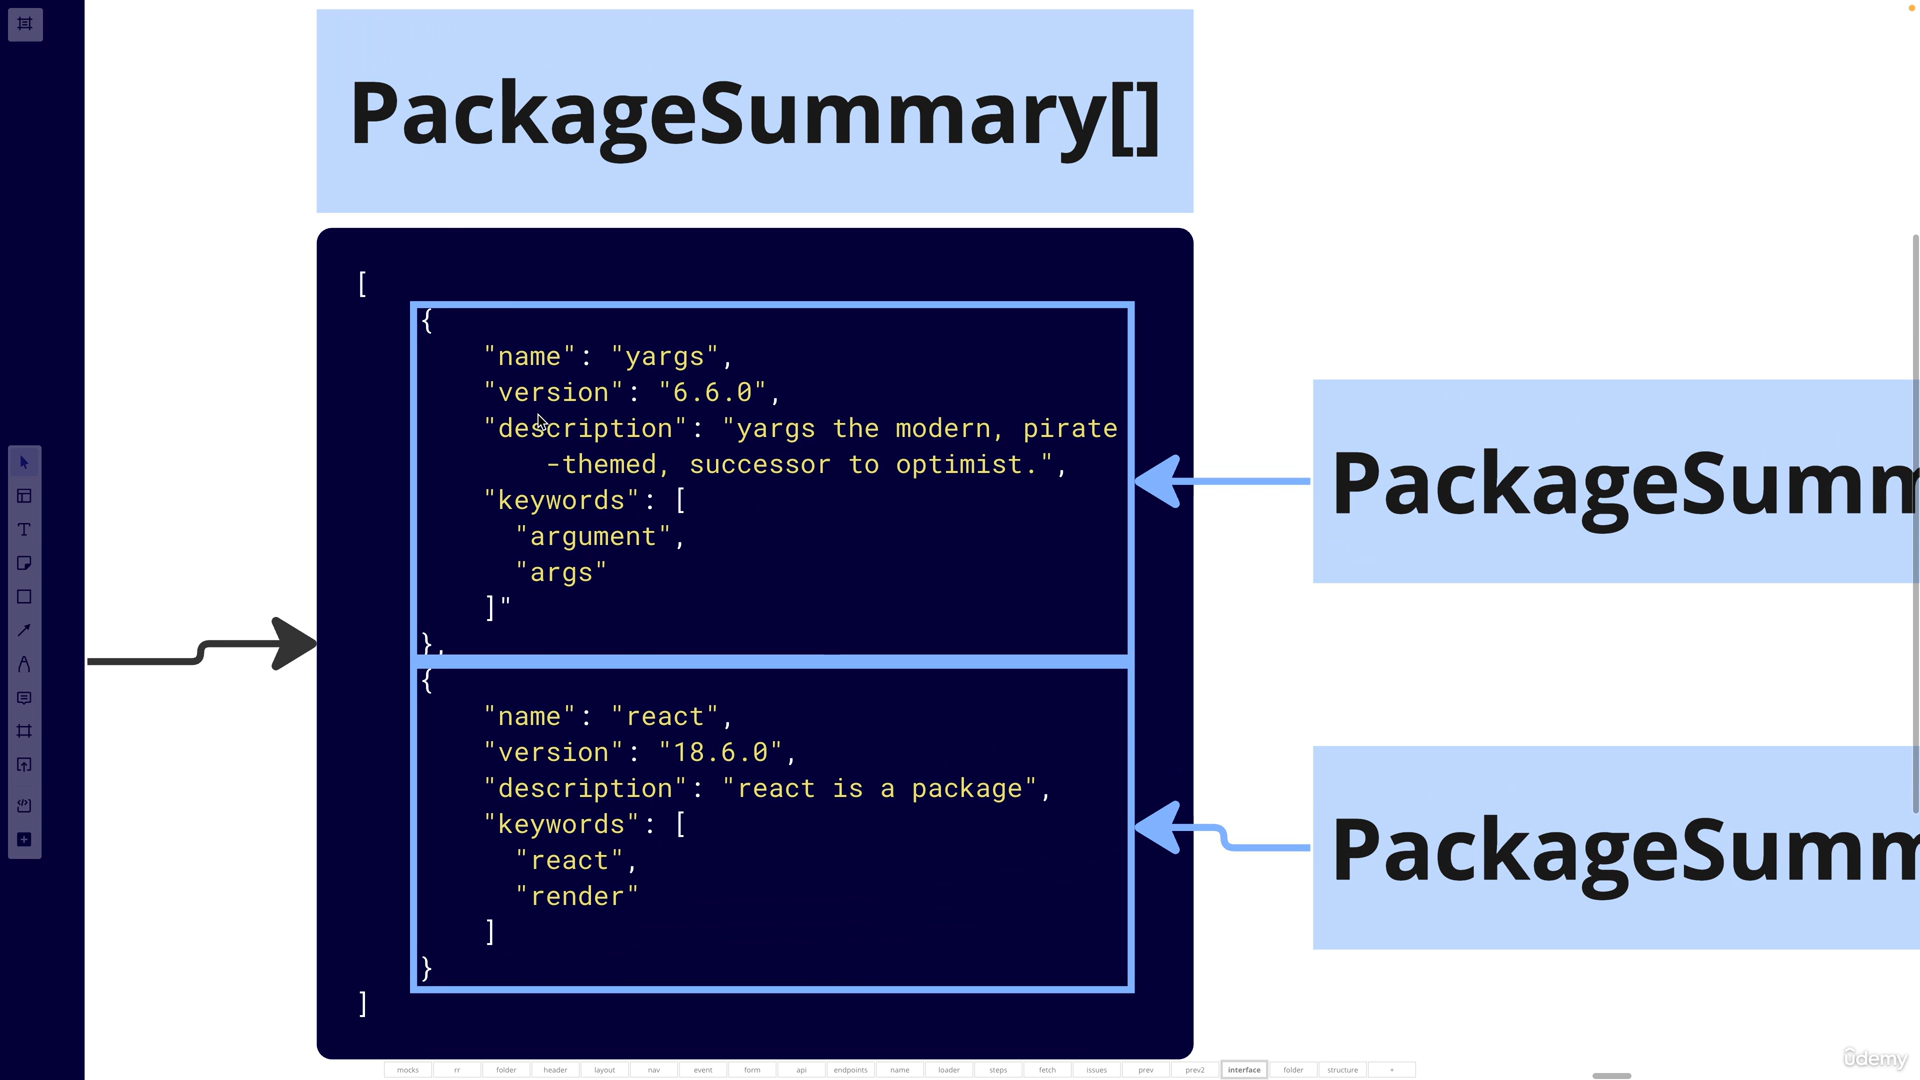 PackageSummary[]
[
{
"name": "yargs",
"version": "6.6.0",
"description": "yargs the modern, pirate
-themed, successor to optimist.",
"keywords": [
"argument",
"args"
]"
},
{
"name": "react",
"version": "18.6.0",
"description": "react is a package",
"keywords": [
"react",
"render"
]
}
]
PackageSumm
PackageSumm
mocks rr folder header layout nav event form api endpoints name loader steps fetch issues prev prev2 interface folder structure +
ûdemy